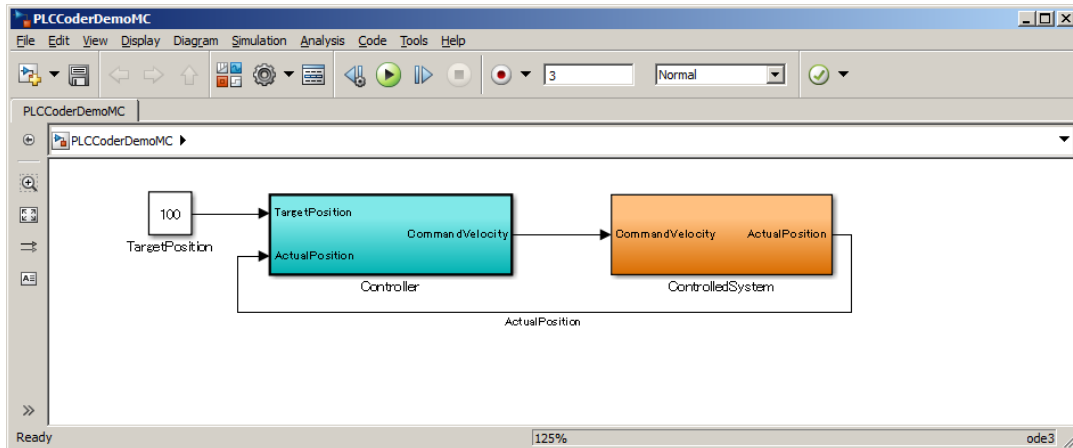 PLCCoderDemoMC
File Edit View Display Diagram Simulation Analysis Code Tools Help
3 Normal
PLCCoderDemoMC
PLCCoderDemoMC
100
TargetPosition
TargetPosition
CommandVelocity
ActualPosition
Controller
CommandVelocity ActualPosition
ControlledSystem
ActualPosition
Ready 125% ode3